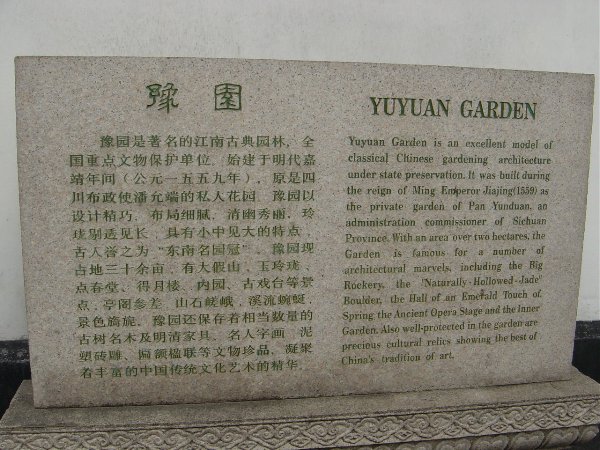 豫园
豫园是著名的江南古典园林，全
国重点文物保护单位，始建于明代嘉
靖年间（公元一五五九年），原是四
川布政使潘允端的私人花园。豫园以
设计精巧、布局细腻，清幽秀丽，玲
珑剔透见长，具有小中见大的特点，
古人誉之为“东南名园冠”。豫园现
占地三十余亩，有大假山、玉玲珑、
点春堂、得月楼、内园、古戏台等景
点，亭阁参差，山石嵯峨，溪流蜿蜒，
景色旖旎。豫园还保存着相当数量的
古树名木及明清家具、名人字画、泥
塑砖雕、匾额楹联等文物珍品，凝聚
着丰富的中国传统文化艺术的精华。
YUYUAN GARDEN
Yuyuan Garden is an excellent model of
classical Chinese gardening architecture
under state preservation. It was built during
the reign of Ming Emperor Jiajing(1559) as
the private garden of Pan Yunduan, an
administration commissioner of Sichuan
Province. With an area over two hectares, the
Garden is famous for a number of
architectural marvels, including the Big
Rockery, the "Naturally-Hollowed-Jade"
Boulder, the Hall of an Emerald Touch of
Spring the Ancient Opera Stage and the Inner
Garden. Also well-protected in the garden are
precious cultural relics showing the best of
China's tradition of art.